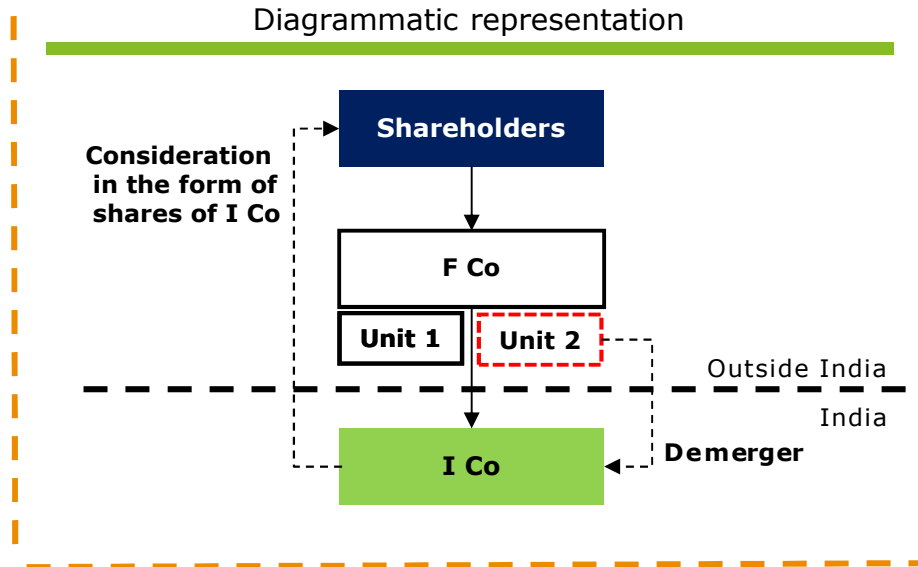 Diagrammatic representation
Shareholders
Consideration
in the form of
shares of I Co
F Co
Unit 1
Unit 2
Outside India
India
Demerger
I Co